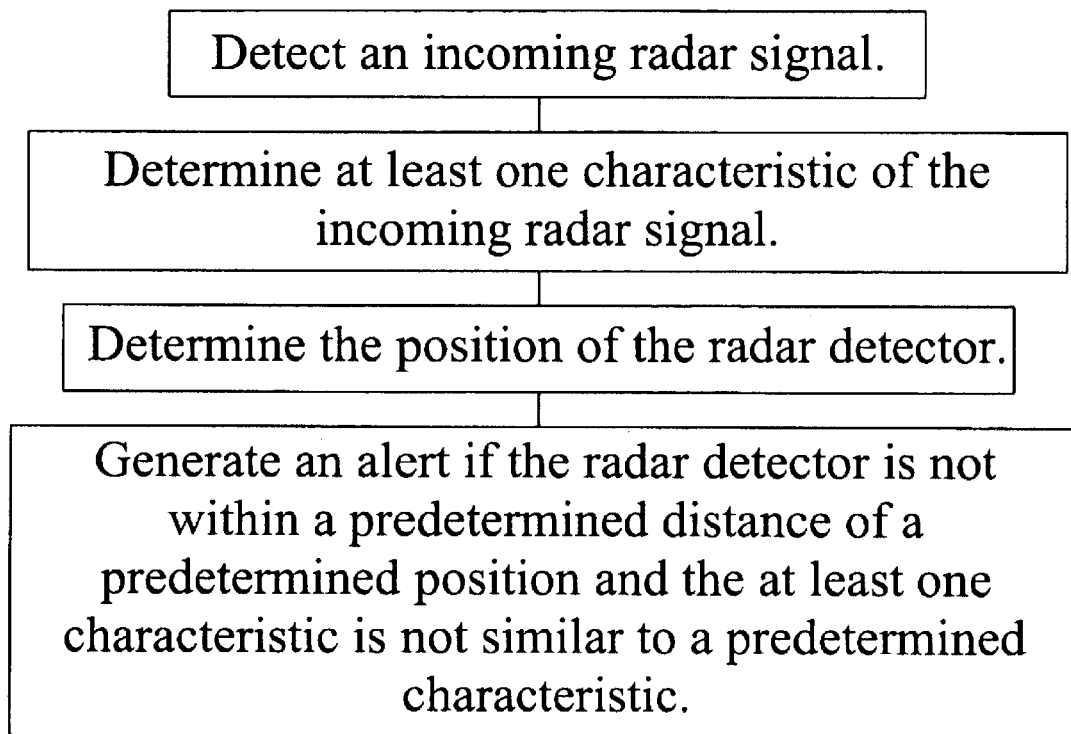 Detect an incoming radar signal.
Determine at least one characteristic of the
incoming radar signal.
Determine the position of the radar detector.
Generate an alert if the radar detector is not
within a predetermined distance of a
predetermined position and the at least one
characteristic is not similar to a predetermined
characteristic.